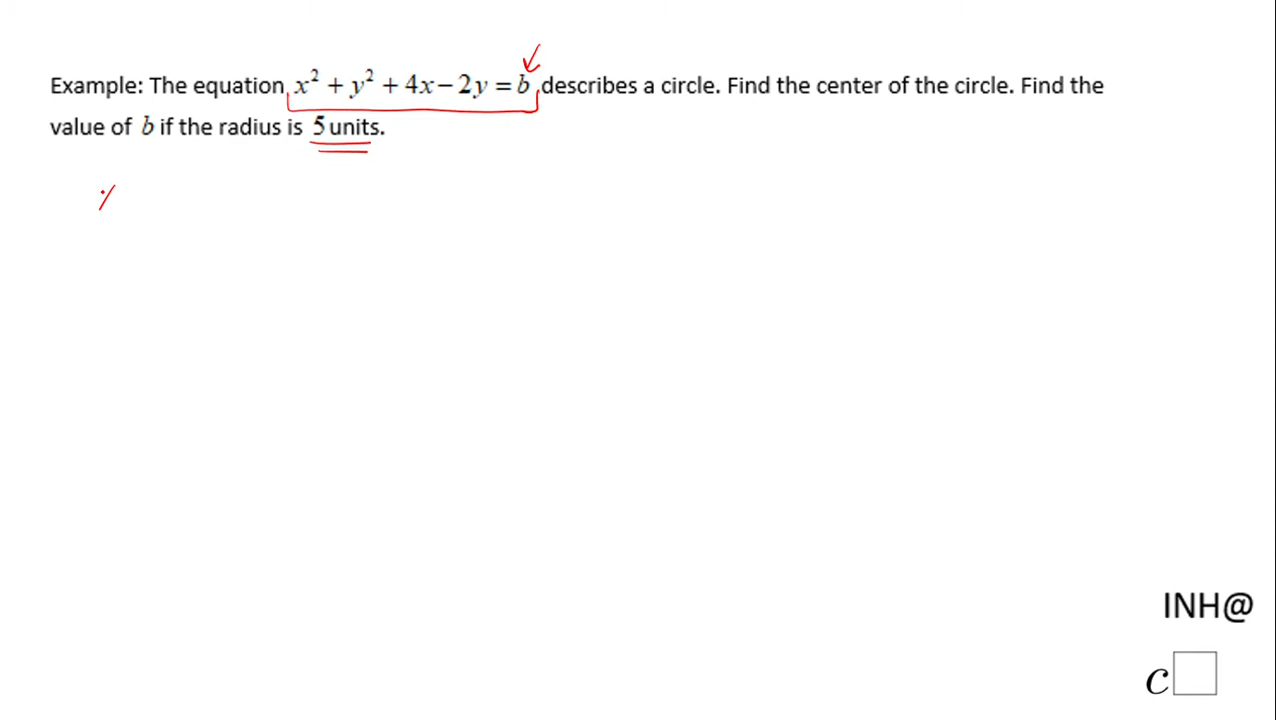 Example: The equation x² + y² + 4x − 2y = b describes a circle. Find the center of the circle. Find the
value of b if the radius is 5 units.
INH@
c